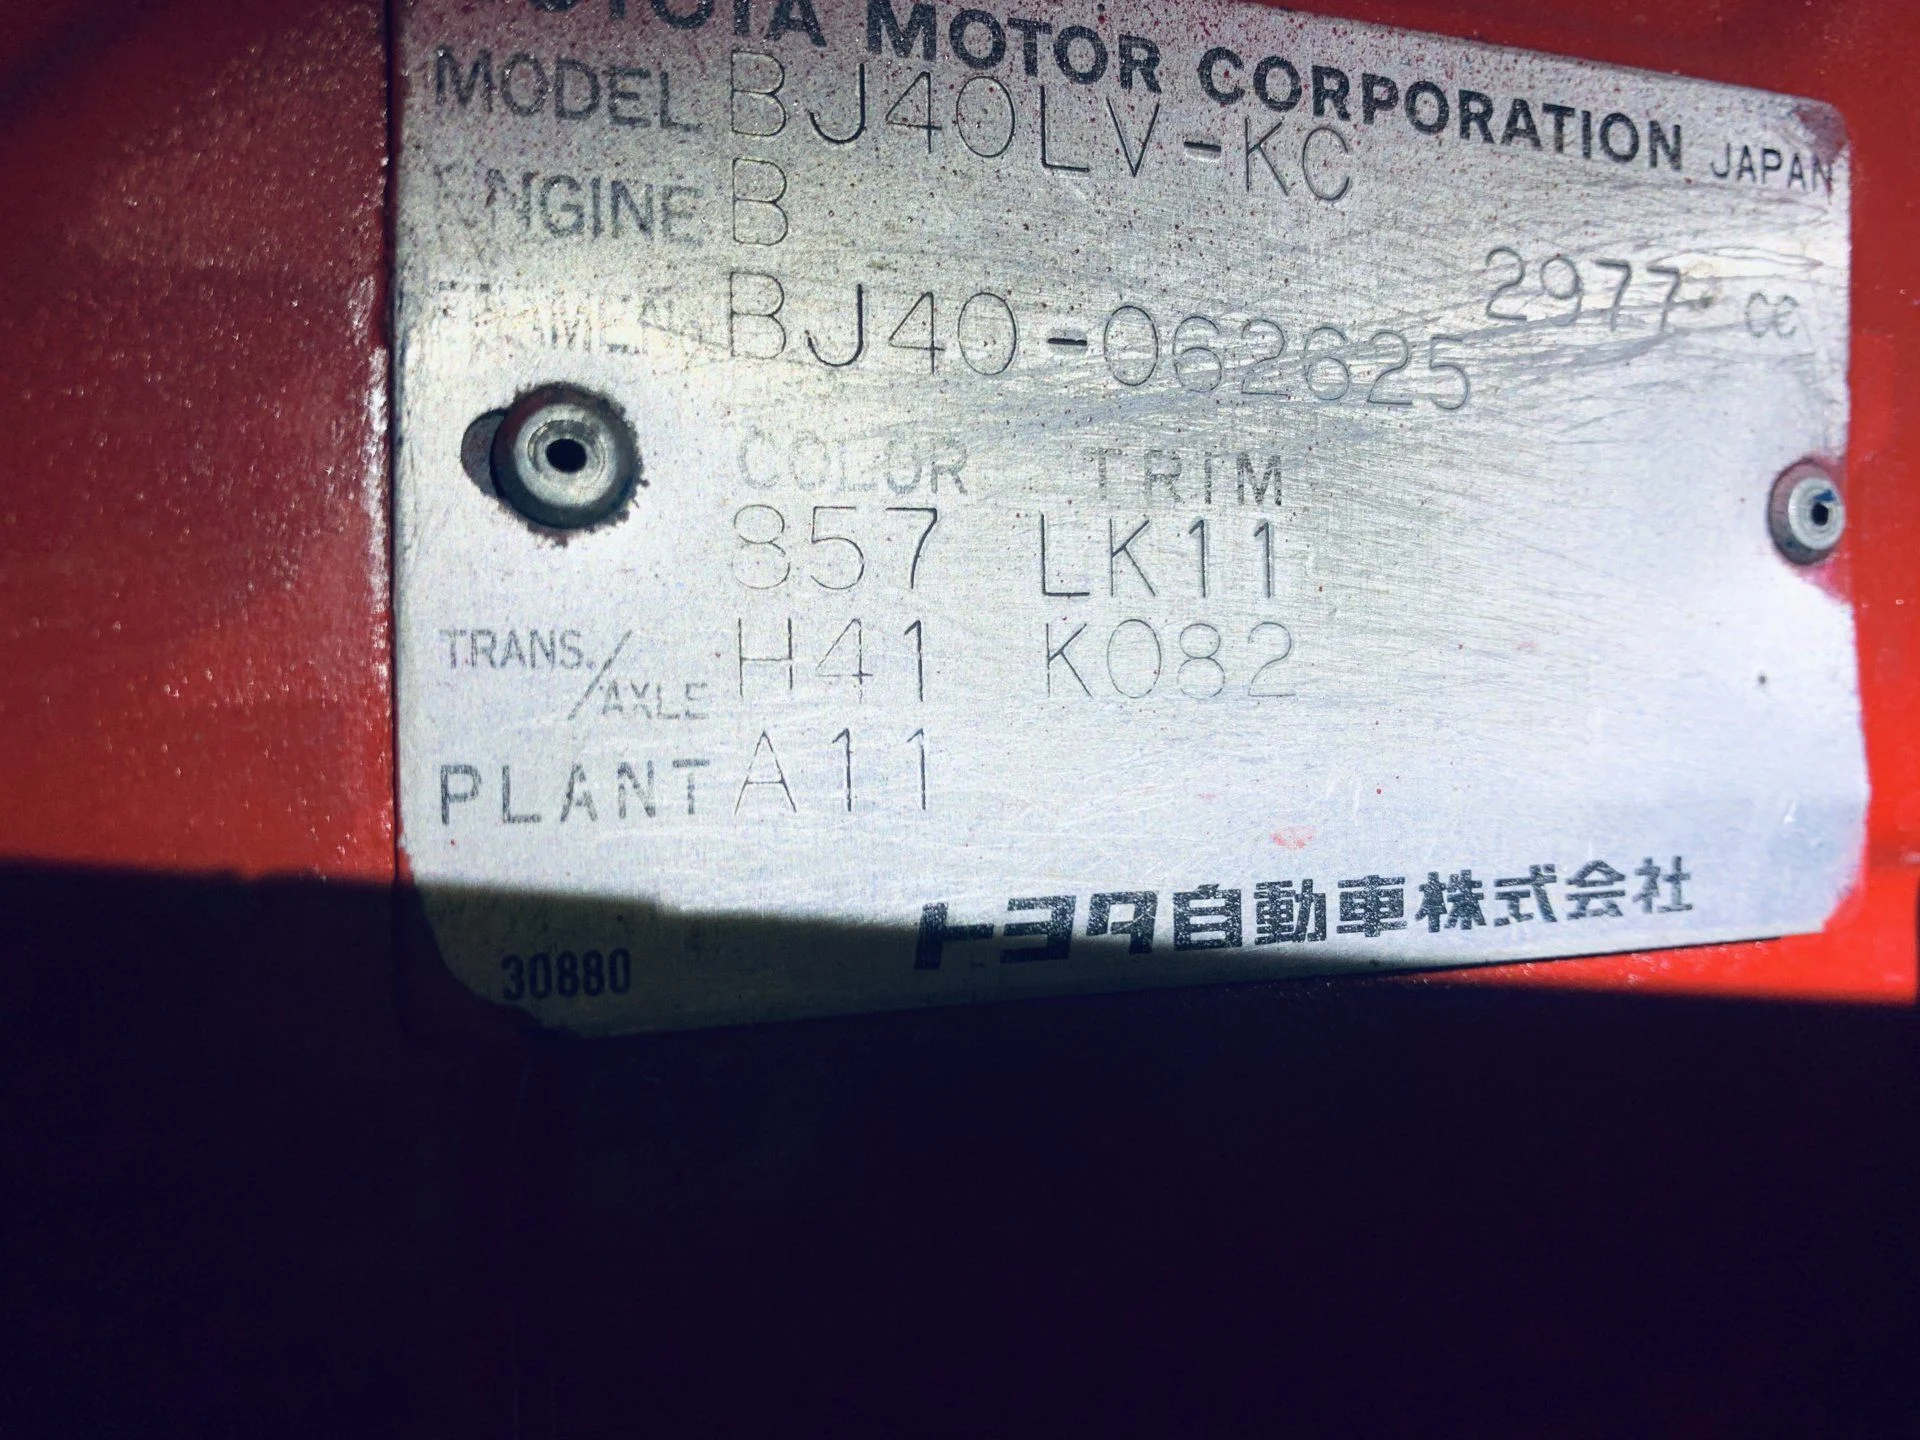 TOYOTA MOTOR CORPORATION JAPAN
MODEL BJ40LV-KC
ENGINE B
2977 CC
FRAME No. BJ40-062625
COLOR TRIM
857 LK11
TRANS./AXLE H41 K082
PLANT A11
トヨタ自動車株式会社
30880